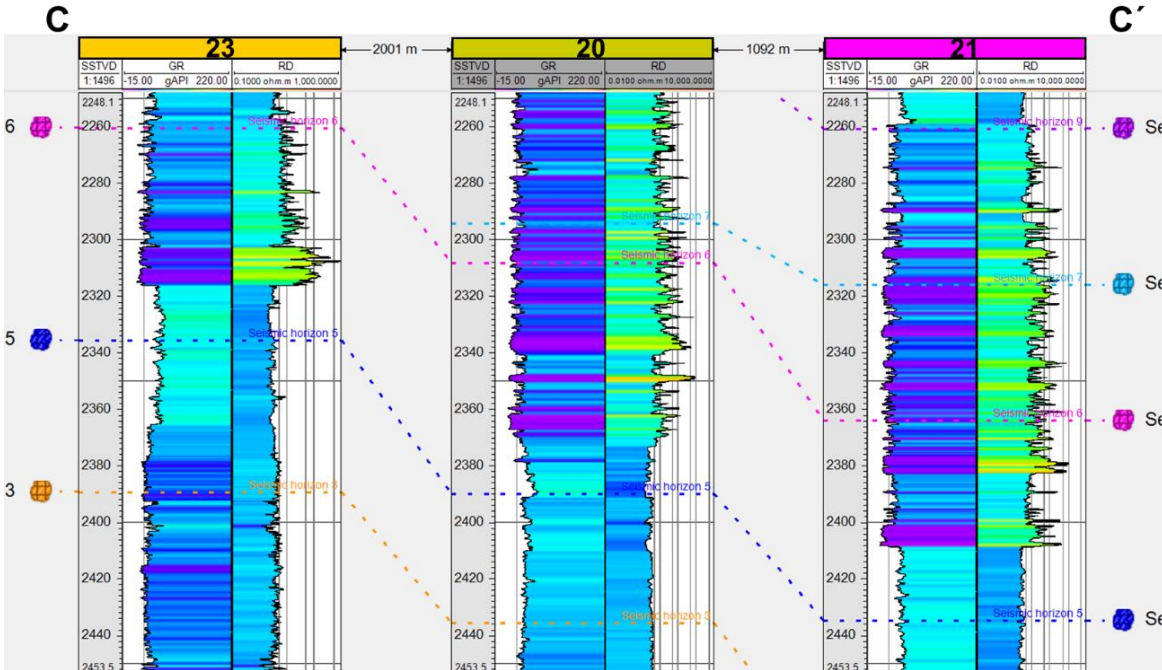 C C´
23 2001 m 20 1092 m 21
SSTVD GR RD SSTVD GR RD SSTVD GR RD
1:1496 -15.00 gAPI 220.00 0.1000 ohm.m 1,000.0000 1:1496 -15.00 gAPI 220.00 0.0100 ohm.m 10,000.0000 1:1496 -15.00 gAPI 220.00 0.0100 ohm.m 10,000.0000
2248.1 2248.1 2248.1
Seismic horizon 6 Seismic horizon 9
6 2260 2260 2260 Se
2280 2280 2280
Seismic horizon 7
2300 2300 2300
Seismic horizon 6 Seismic horizon 7
Se
2320 2320 2320
Seismic horizon 5
5 2340 2340 2340
2360 2360 2360
Seismic horizon 6
Se
2380 2380 2380
3 Seismic horizon 3 Seismic horizon 5
2400 2400 2400
2420 2420 2420
Seismic horizon 3 Seismic horizon 5
Se
2440 2440 2440
2453.5 2453.5 2453.5